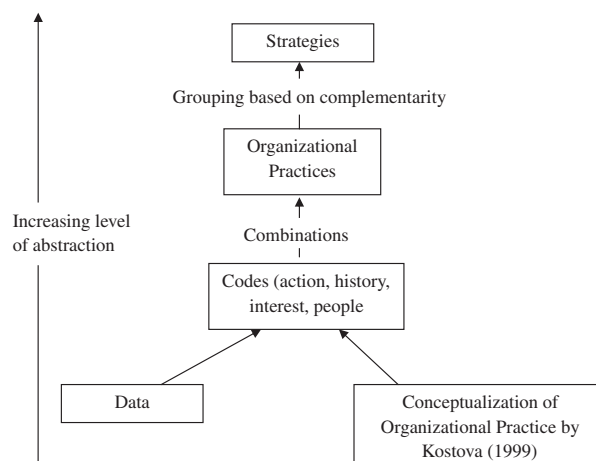 Strategies
Grouping based on complementarity
Organizational
Practices
Increasing level
of abstraction
Combinations
Codes (action, history,
interest, people
Data
Conceptualization of
Organizational Practice by
Kostova (1999)